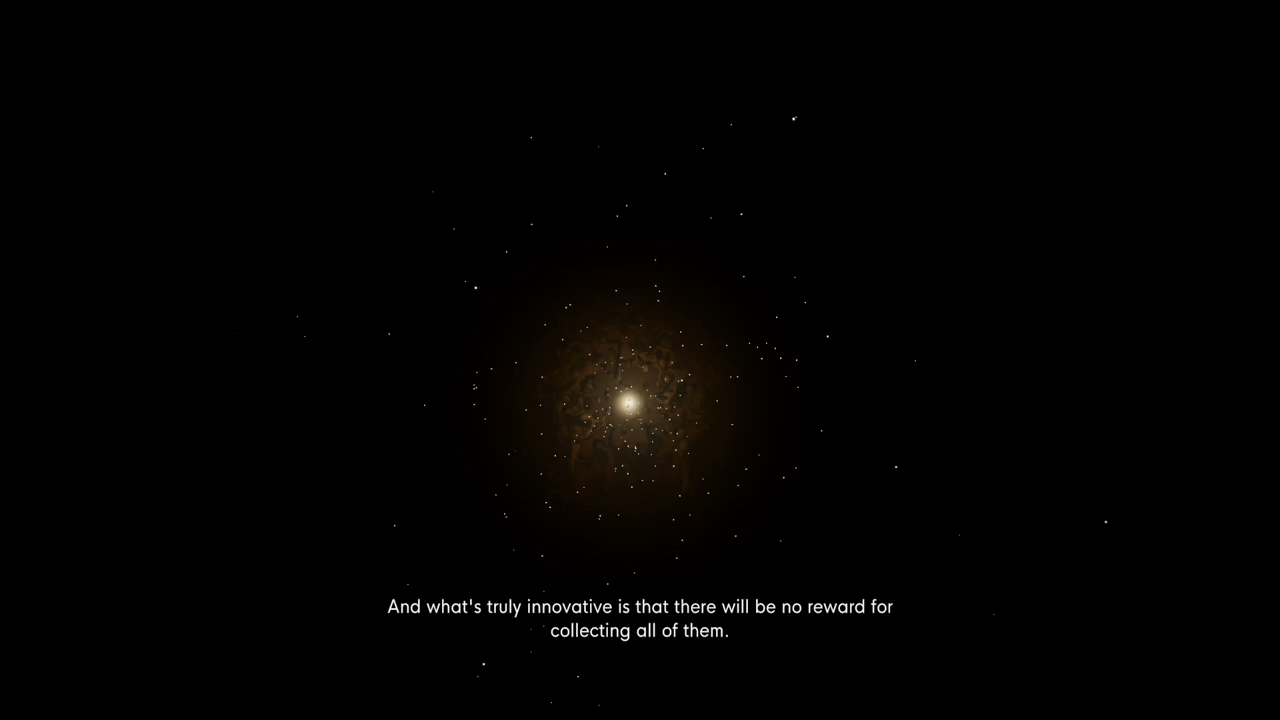 And what's truly innovative is that there will be no reward for
collecting all of them.